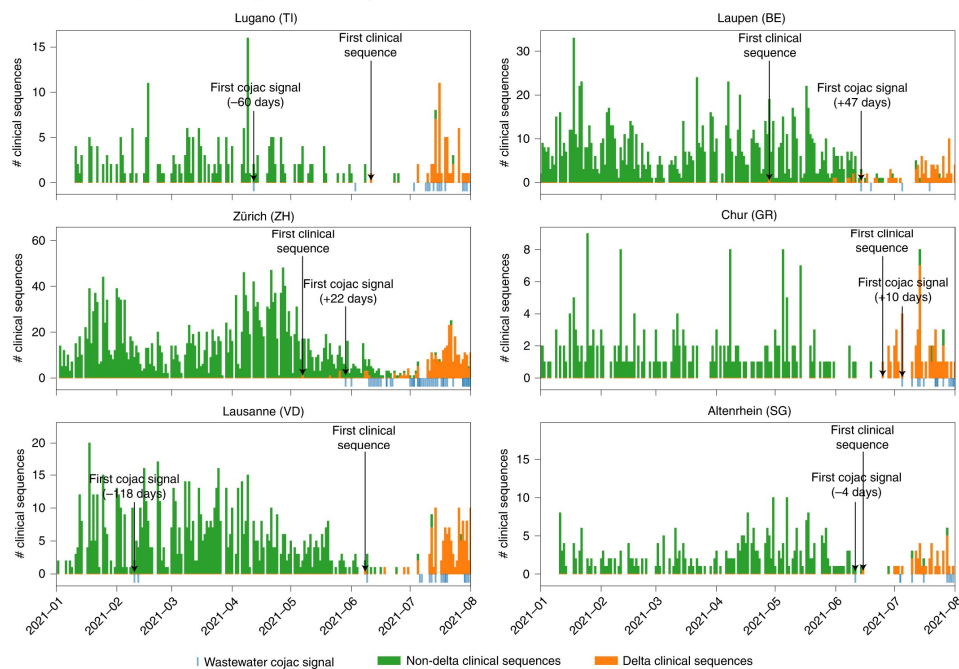 Lugano (TI)
# clinical sequences
15
10
5
0
First clinical
sequence
First cojac signal
(−60 days)
Laupen (BE)
# clinical sequences
30
20
10
0
First clinical
sequence
First cojac signal
(+47 days)
Zürich (ZH)
# clinical sequences
60
40
20
0
First clinical
sequence
First cojac signal
(+22 days)
Chur (GR)
# clinical sequences
8
6
4
2
0
First clinical
sequence
First cojac signal
(+10 days)
Lausanne (VD)
# clinical sequences
20
15
10
5
0
First clinical
sequence
First cojac signal
(−118 days)
2021–01
2021–02
2021–03
2021–04
2021–05
2021–06
2021–07
2021–08
Altenrhein (SG)
# clinical sequences
15
10
5
0
First clinical
sequence
First cojac signal
(−4 days)
2021–01
2021–02
2021–03
2021–04
2021–05
2021–06
2021–07
2021–08
Wastewater cojac signal
Non-delta clinical sequences
Delta clinical sequences